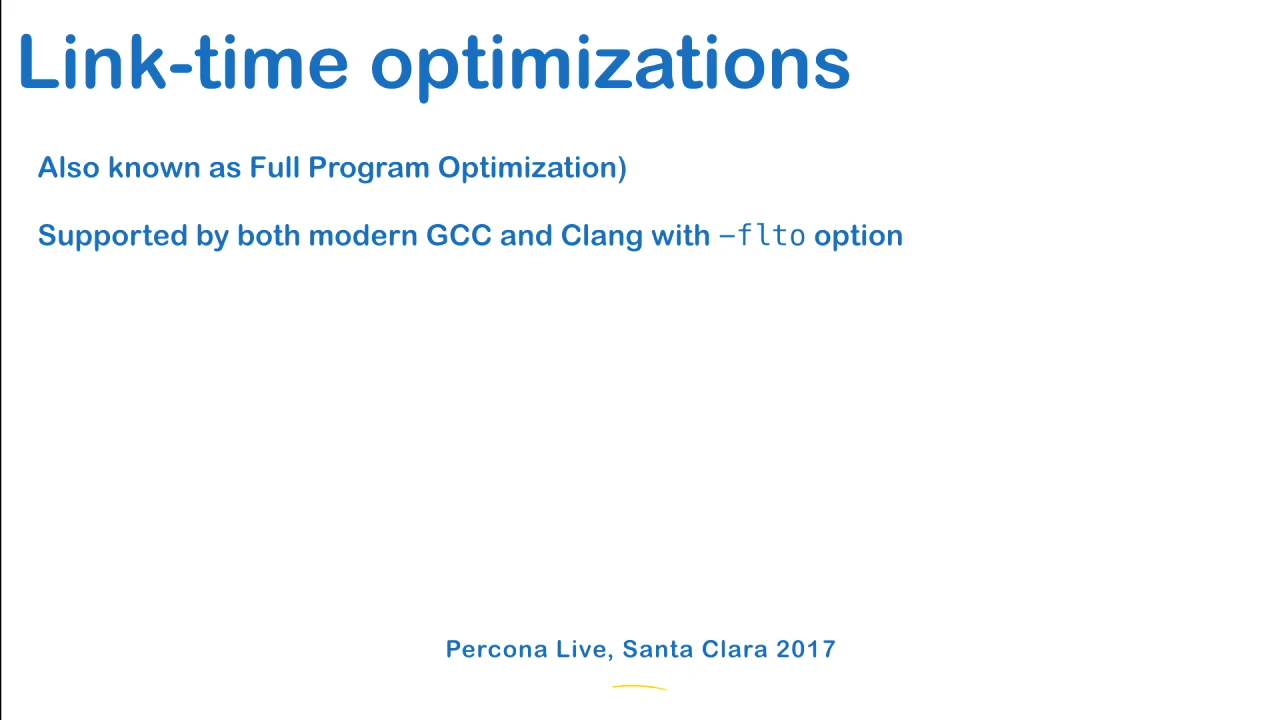 Link-time optimizations
Also known as Full Program Optimization)
Supported by both modern GCC and Clang with –flto option
Percona Live, Santa Clara 2017